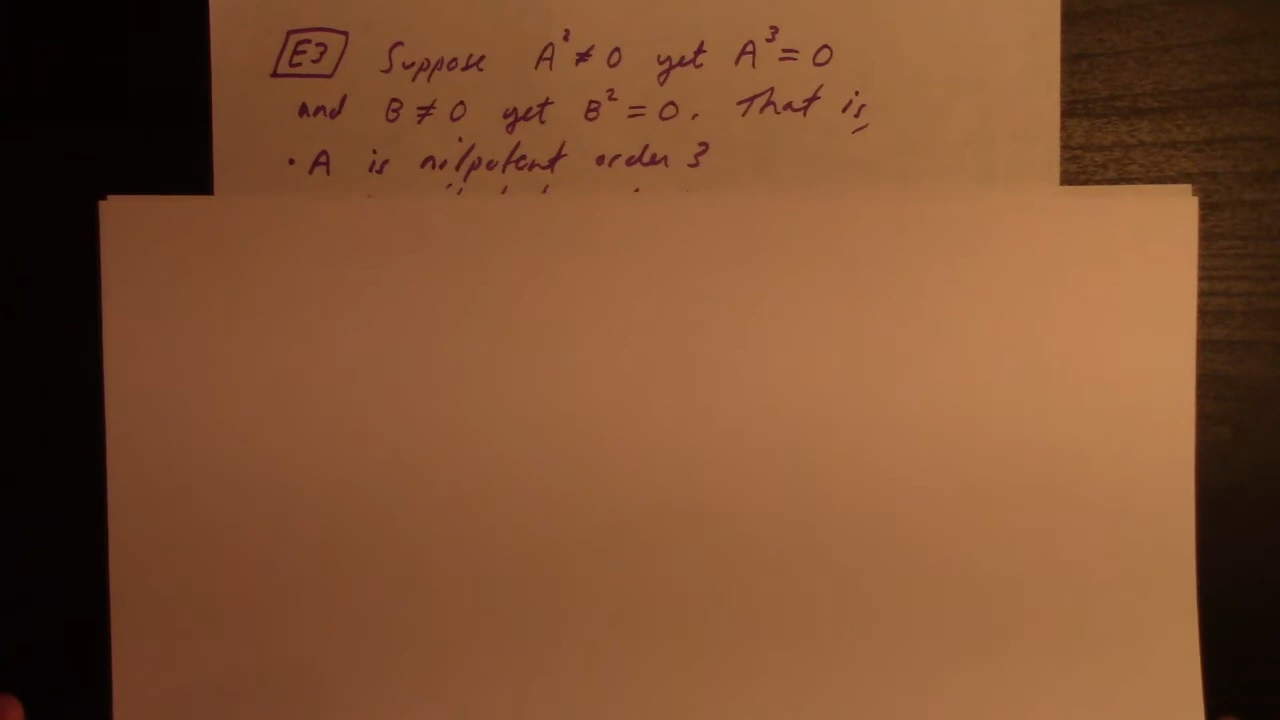 E3 Suppose A² ≠ 0 yet A³ = 0
and B ≠ 0 yet B² = 0. That is,
• A is nilpotent order 3